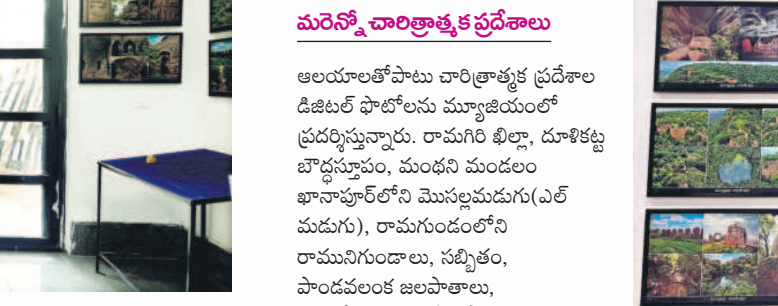 మరెన్నో చారిత్రాత్మక ప్రదేశాలు
ఆలయాలతోపాటు చారిత్రాత్మక ప్రదేశాల
డిజిటల్ ఫొటోలను మ్యూజియంలో
ప్రదర్శిస్తున్నారు. రామగిరి ఖిల్లా, దూళికట్ట
బౌద్ధస్తూపం, మంథని మండలం
ఖానాపూర్‌లోని మొసల్లమడుగు(ఎల్
మడుగు), రామగుండంలోని
రామునిగుండాలు, సబ్బితం,
పాండవలంక జలపాతాలు,